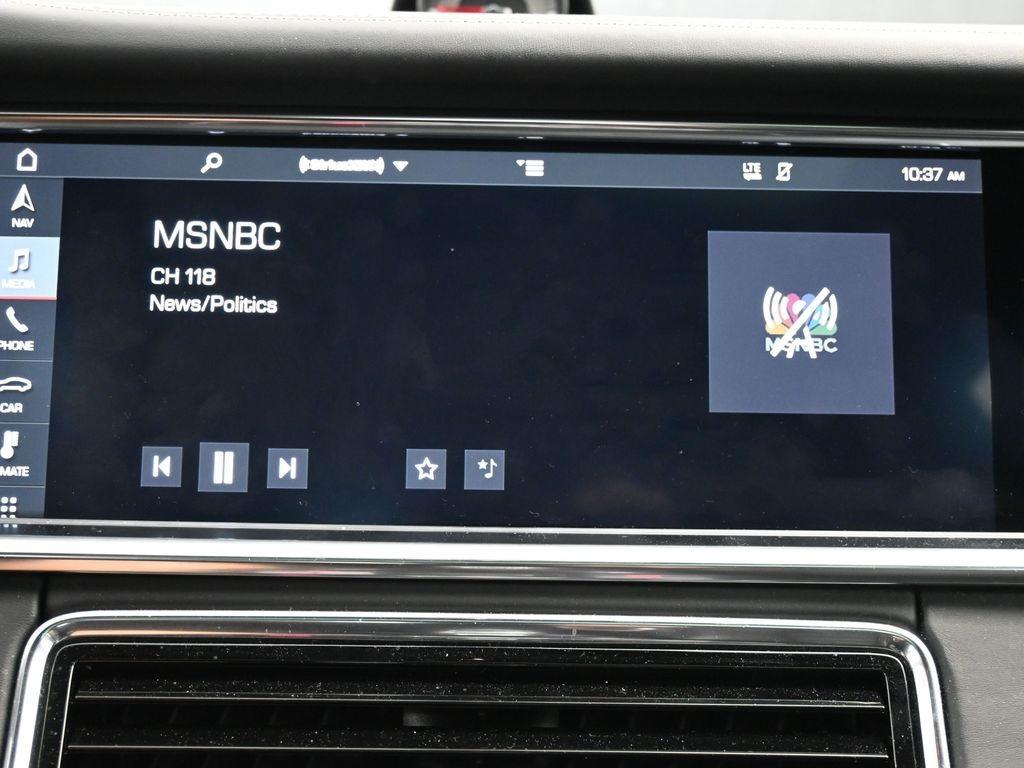 LTE
10:37 AM
NAV
MEDIA
PHONE
CAR
MATE
MSNBC
CH 118
News/Politics
MSNBC